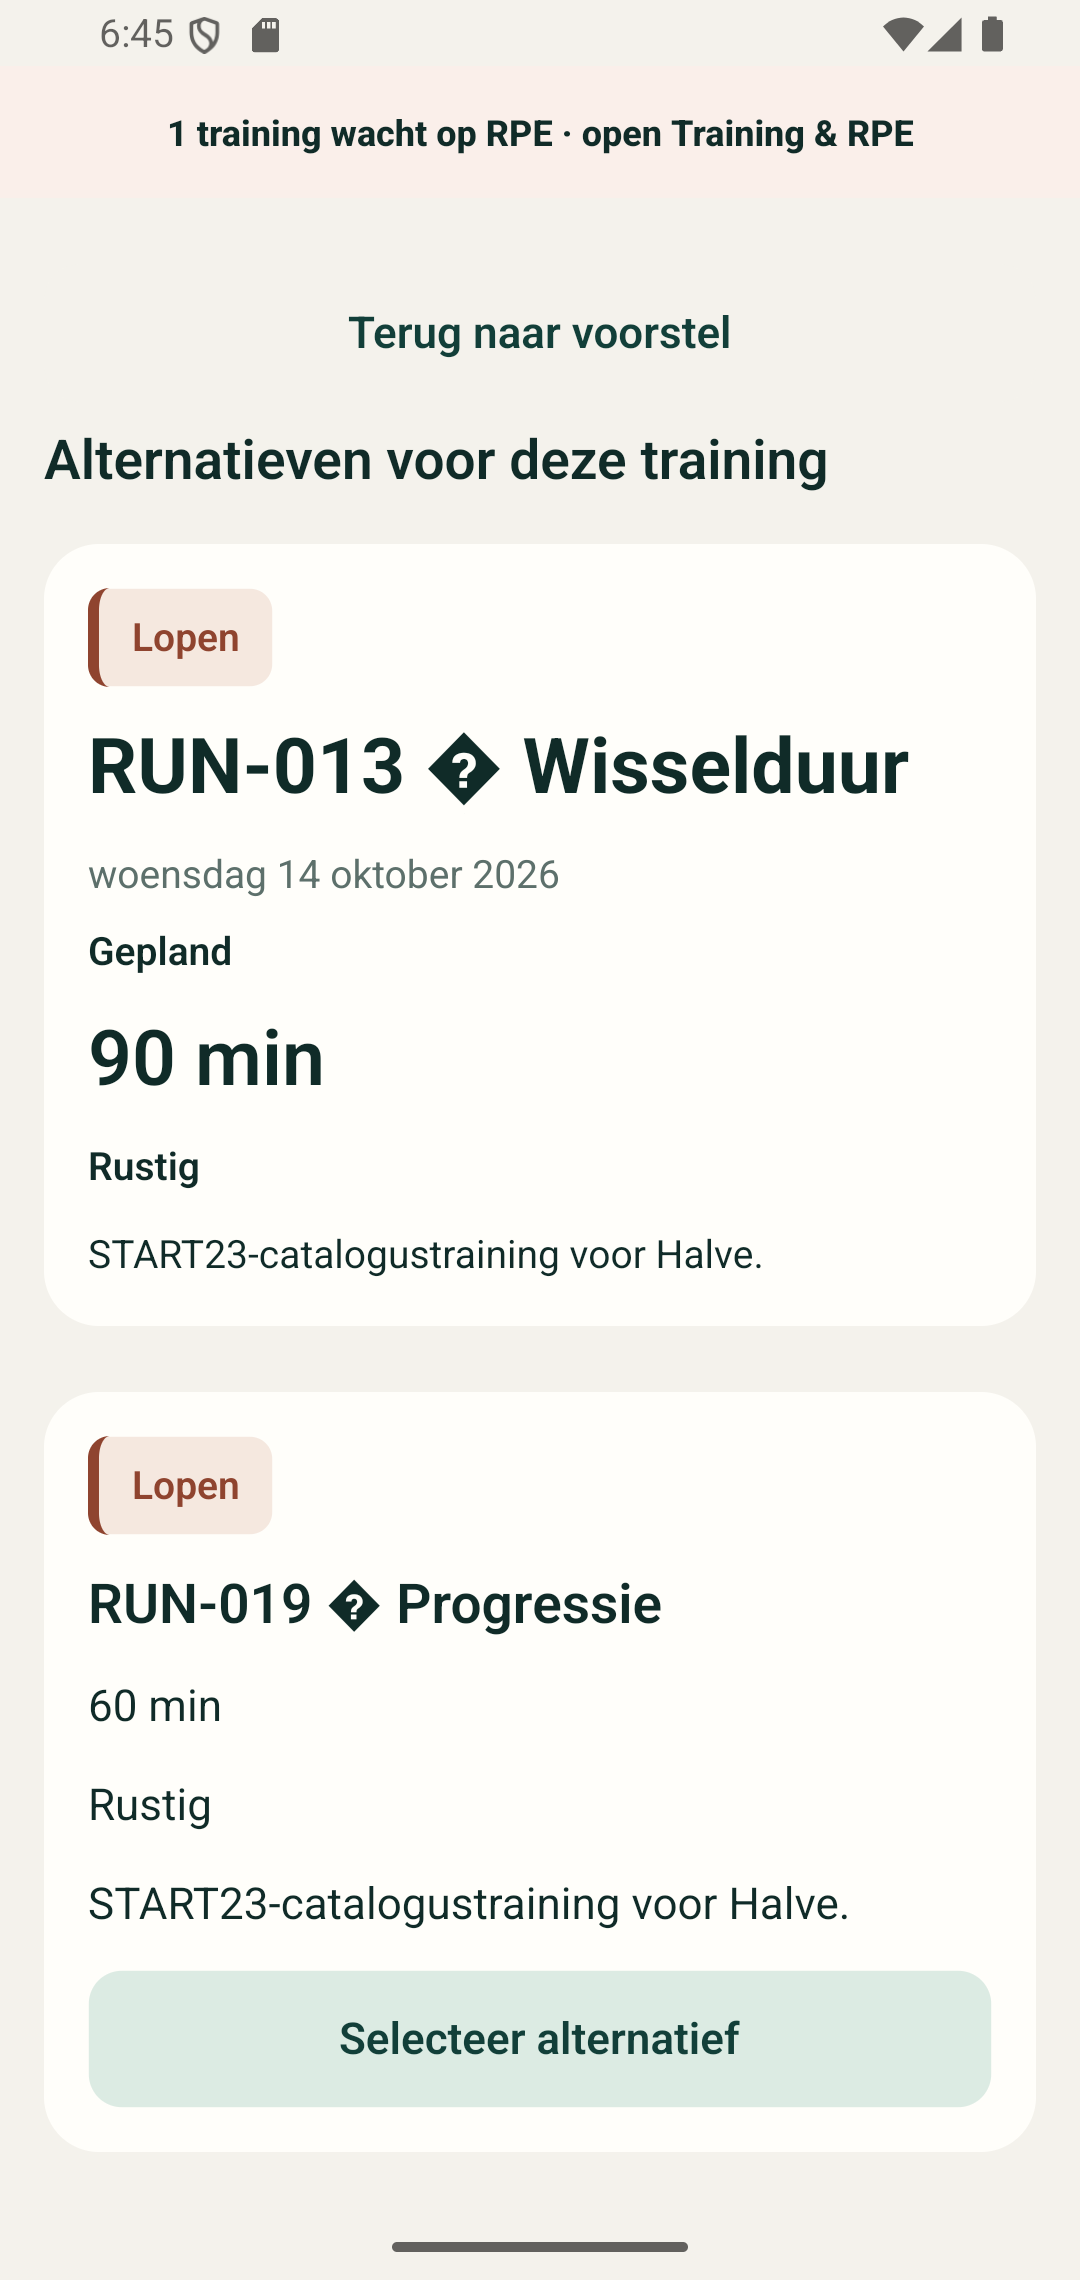 6:45
1 training wacht op RPE · open Training & RPE
Terug naar voorstel
Alternatieven voor deze training
Lopen
RUN-013 � Wisselduur
woensdag 14 oktober 2026
Gepland
90 min
Rustig
START23-catalogustraining voor Halve.
Lopen
RUN-019 � Progressie
60 min
Rustig
START23-catalogustraining voor Halve.
Selecteer alternatief